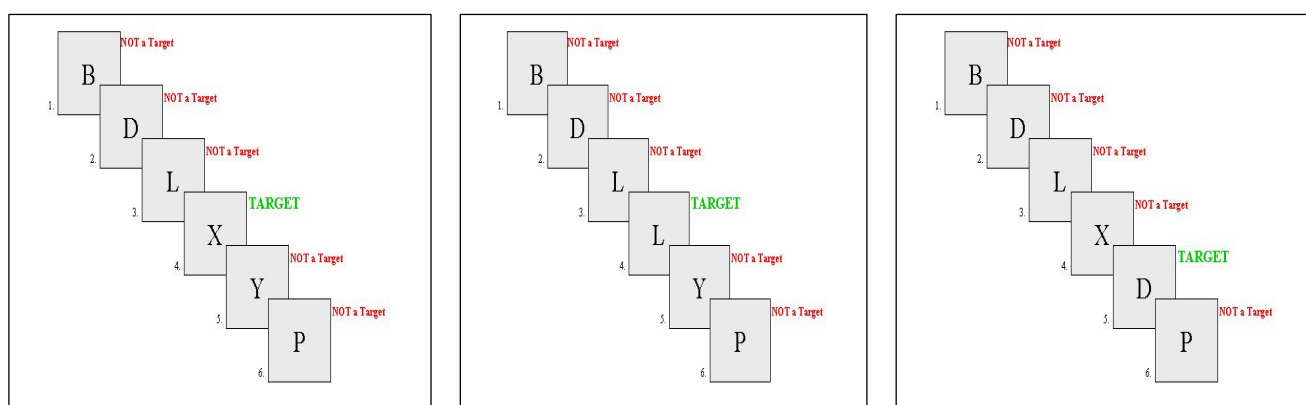 NOT a Target
B
1.
NOT a Target
D
2.
NOT a Target
L
3.
TARGET
X
4.
NOT a Target
Y
5.
NOT a Target
P
6.
NOT a Target
B
1.
NOT a Target
D
2.
NOT a Target
L
3.
TARGET
L
4.
NOT a Target
Y
5.
NOT a Target
P
6.
NOT a Target
B
1.
NOT a Target
D
2.
NOT a Target
L
3.
NOT a Target
X
4.
TARGET
D
5.
NOT a Target
P
6.